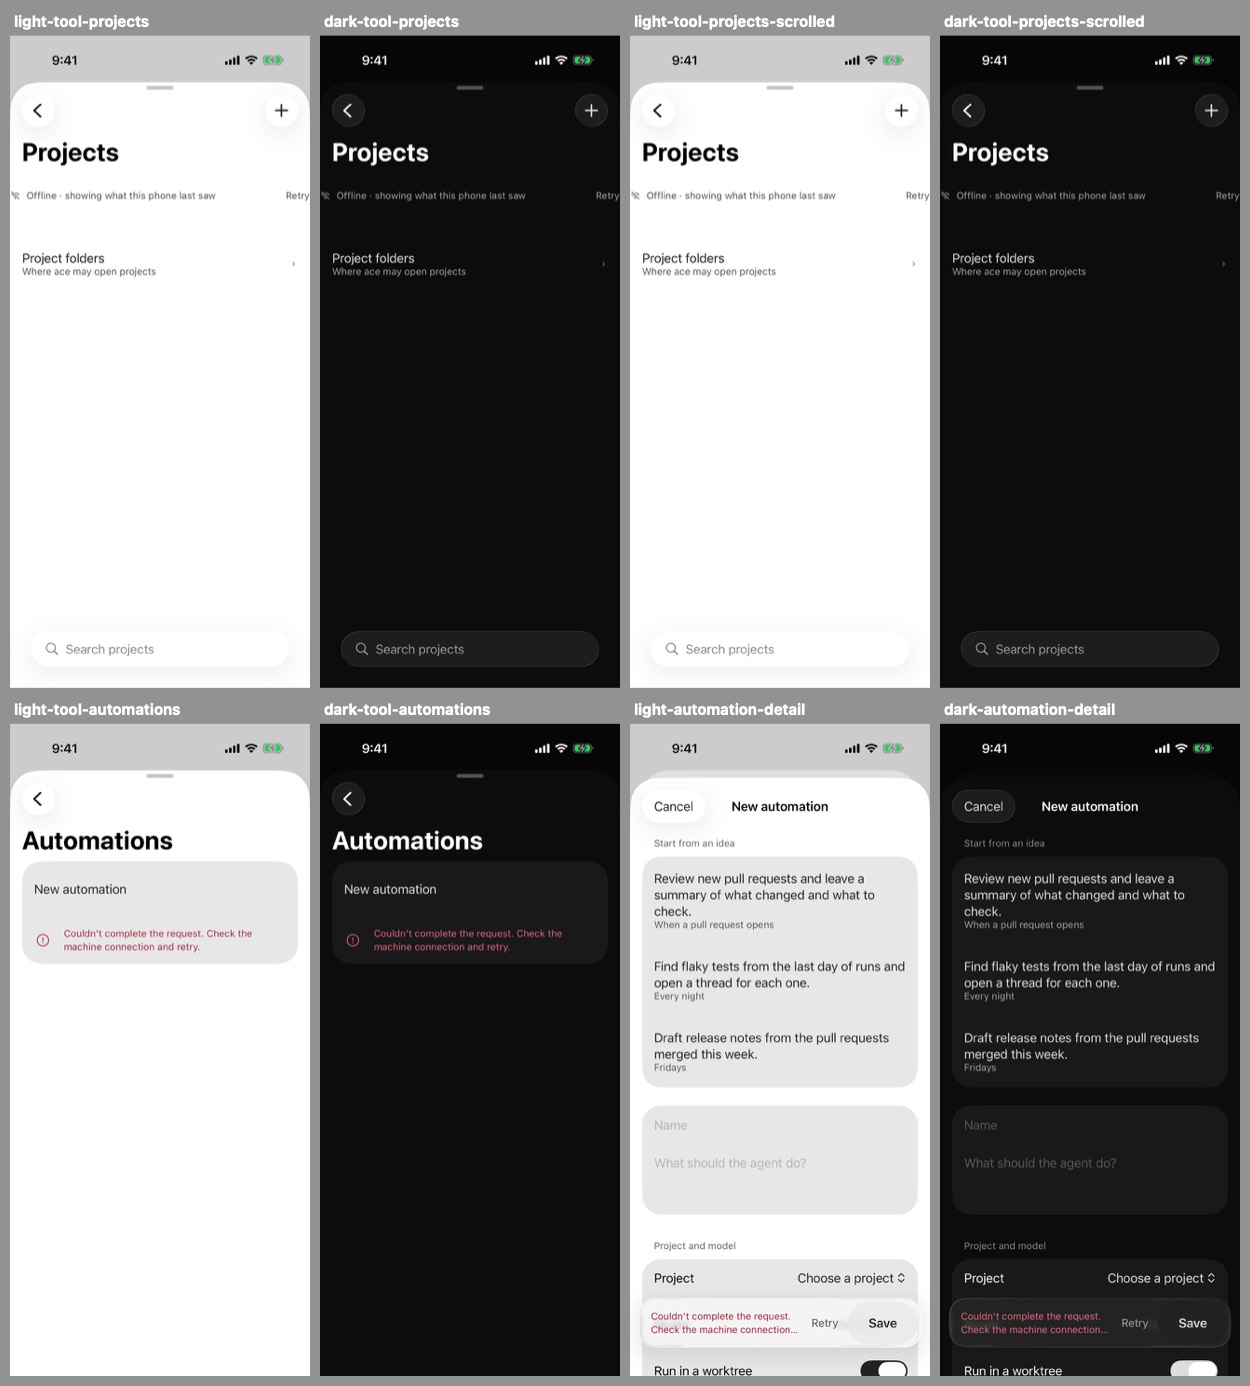 light-tool-projects
9:41
Projects
Offline · showing what this phone last saw
Retry
Project folders
Where ace may open projects
Search projects
dark-tool-projects
9:41
Projects
Offline · showing what this phone last saw
Retry
Project folders
Where ace may open projects
Search projects
light-tool-projects-scrolled
9:41
Projects
Offline · showing what this phone last saw
Retry
Project folders
Where ace may open projects
Search projects
dark-tool-projects-scrolled
9:41
Projects
Offline · showing what this phone last saw
Retry
Project folders
Where ace may open projects
Search projects
light-tool-automations
9:41
Automations
New automation
Couldn't complete the request. Check the
machine connection and retry.
dark-tool-automations
9:41
Automations
New automation
Couldn't complete the request. Check the
machine connection and retry.
light-automation-detail
9:41
Cancel
New automation
Start from an idea
Review new pull requests and leave a
summary of what changed and what to
check.
When a pull request opens
Find flaky tests from the last day of runs and
open a thread for each one.
Every night
Draft release notes from the pull requests
merged this week.
Fridays
Name
What should the agent do?
Project and model
Project
Choose a project
Couldn't complete the request.
Check the machine connection...
Retry
Save
Run in a worktree
dark-automation-detail
9:41
Cancel
New automation
Start from an idea
Review new pull requests and leave a
summary of what changed and what to
check.
When a pull request opens
Find flaky tests from the last day of runs and
open a thread for each one.
Every night
Draft release notes from the pull requests
merged this week.
Fridays
Name
What should the agent do?
Project and model
Project
Choose a project
Couldn't complete the request.
Check the machine connection...
Retry
Save
Run in a worktree